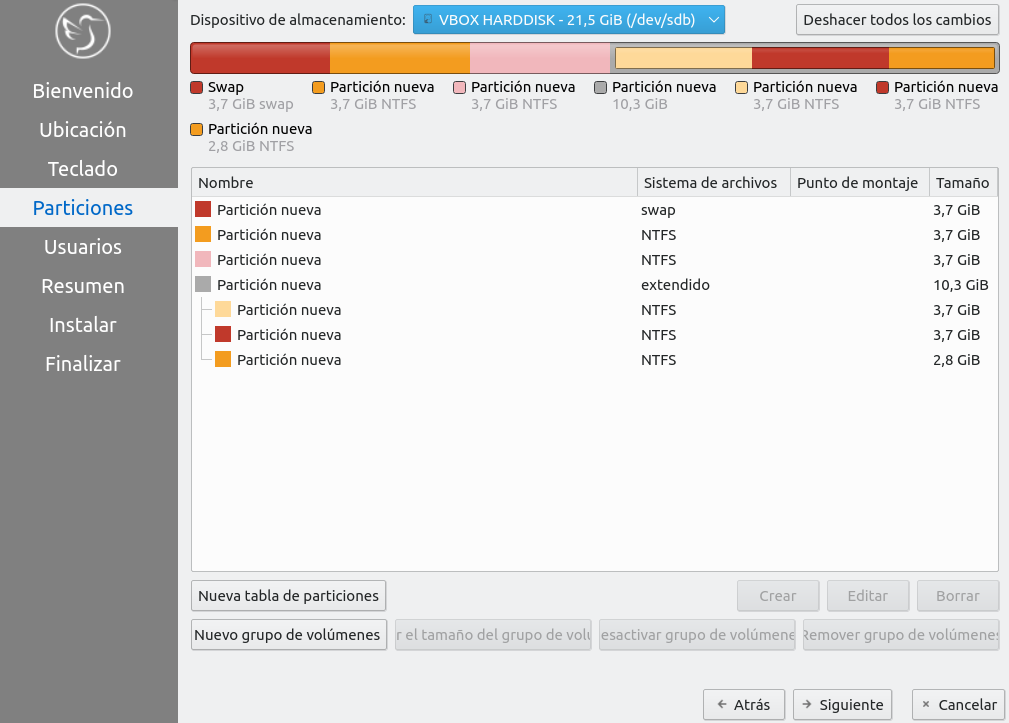 Dispositivo de almacenamiento: VBOX HARDDISK - 21,5 GiB (/dev/sdb) Deshacer todos los cambios
Swap Partición nueva Partición nueva Partición nueva Partición nueva Partición nueva
3,7 GiB swap 3,7 GiB NTFS 3,7 GiB NTFS 10,3 GiB 3,7 GiB NTFS 3,7 GiB NTFS
Partición nueva
2,8 GiB NTFS
Bienvenido
Ubicación
Teclado
Particiones
Usuarios
Resumen
Instalar
Finalizar
Nombre Sistema de archivos Punto de montaje Tamaño
Partición nueva swap 3,7 GiB
Partición nueva NTFS 3,7 GiB
Partición nueva NTFS 3,7 GiB
Partición nueva extendido 10,3 GiB
Partición nueva NTFS 3,7 GiB
Partición nueva NTFS 3,7 GiB
Partición nueva NTFS 2,8 GiB
Nueva tabla de particiones Crear Editar Borrar
Nuevo grupo de volúmenes r el tamaño del grupo de volú esactivar grupo de volúmene Remover grupo de volúmenes
Atrás Siguiente Cancelar